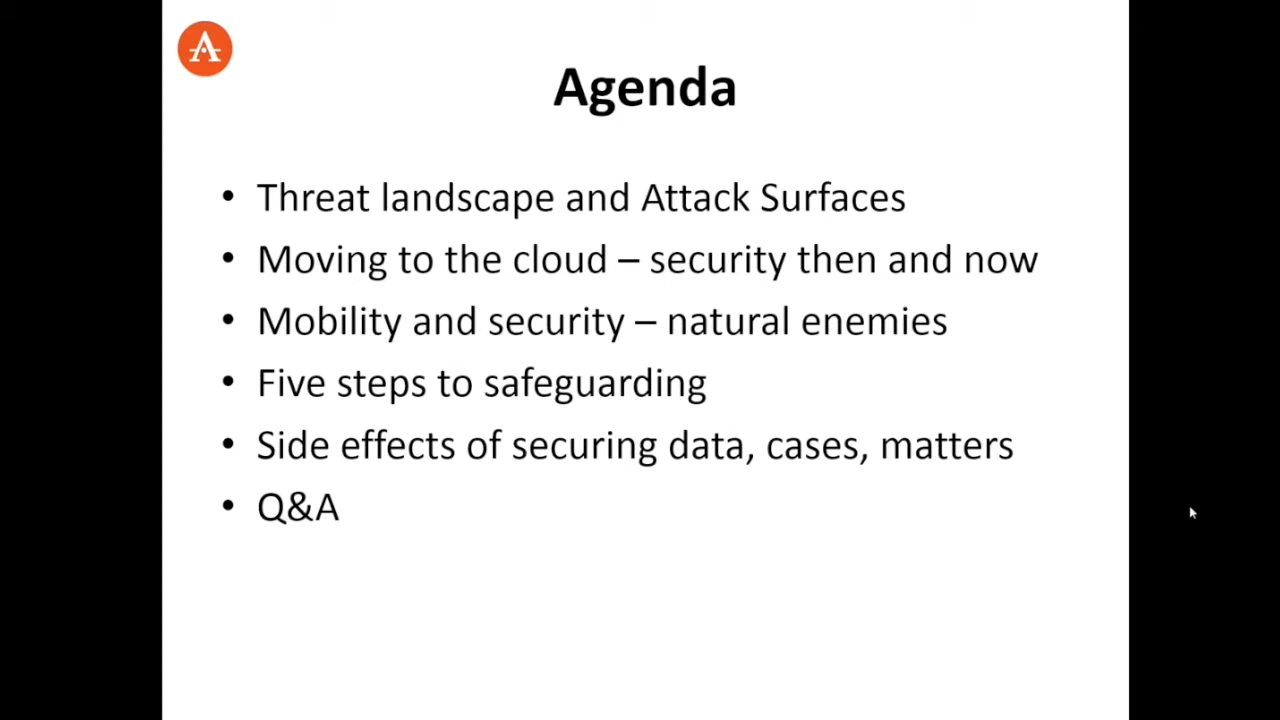 A
Agenda
• Threat landscape and Attack Surfaces
• Moving to the cloud – security then and now
• Mobility and security – natural enemies
• Five steps to safeguarding
• Side effects of securing data, cases, matters
• Q&A